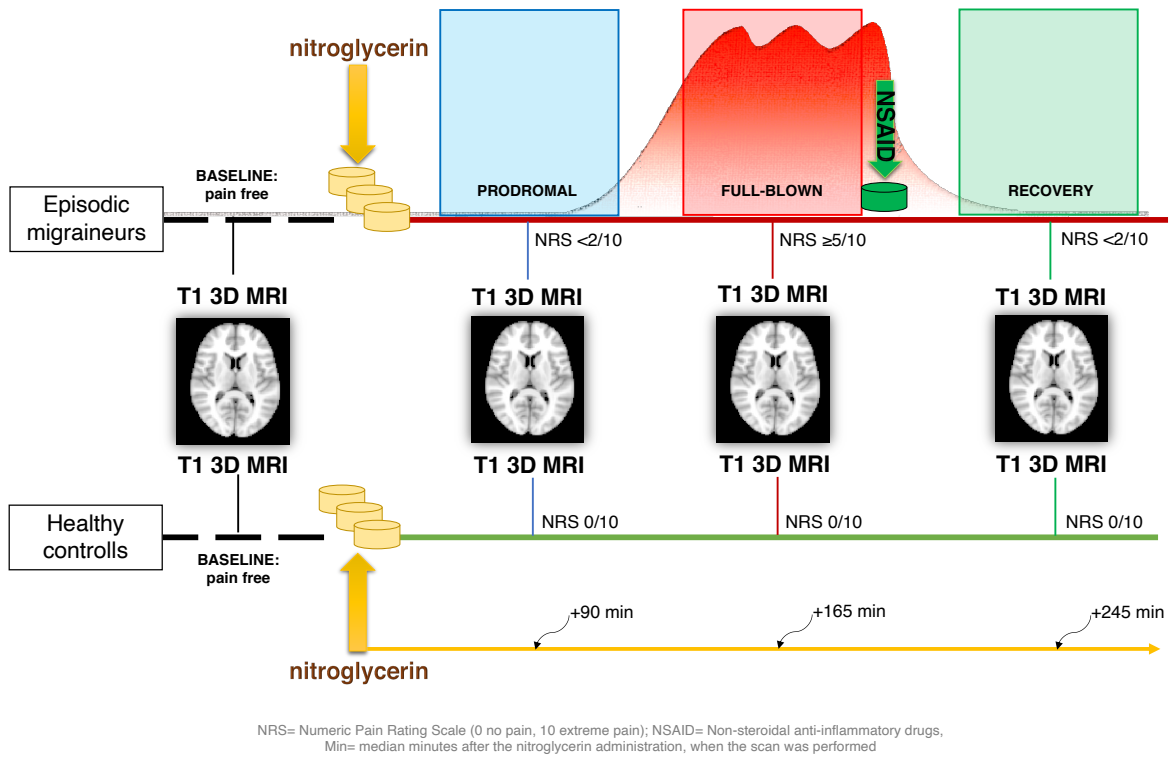 nitroglycerin
BASELINE:
pain free
NSAID
PRODROMAL
FULL-BLOWN
RECOVERY
Episodic
migraineurs
NRS <2/10
NRS ≥5/10
NRS <2/10
T1 3D MRI
T1 3D MRI
T1 3D MRI
T1 3D MRI
T1 3D MRI
T1 3D MRI
T1 3D MRI
T1 3D MRI
Healthy
controlls
NRS 0/10
NRS 0/10
NRS 0/10
BASELINE:
pain free
+90 min
+165 min
+245 min
nitroglycerin
NRS= Numeric Pain Rating Scale (0 no pain, 10 extreme pain); NSAID= Non-steroidal anti-inflammatory drugs,
Min= median minutes after the nitroglycerin administration, when the scan was performed